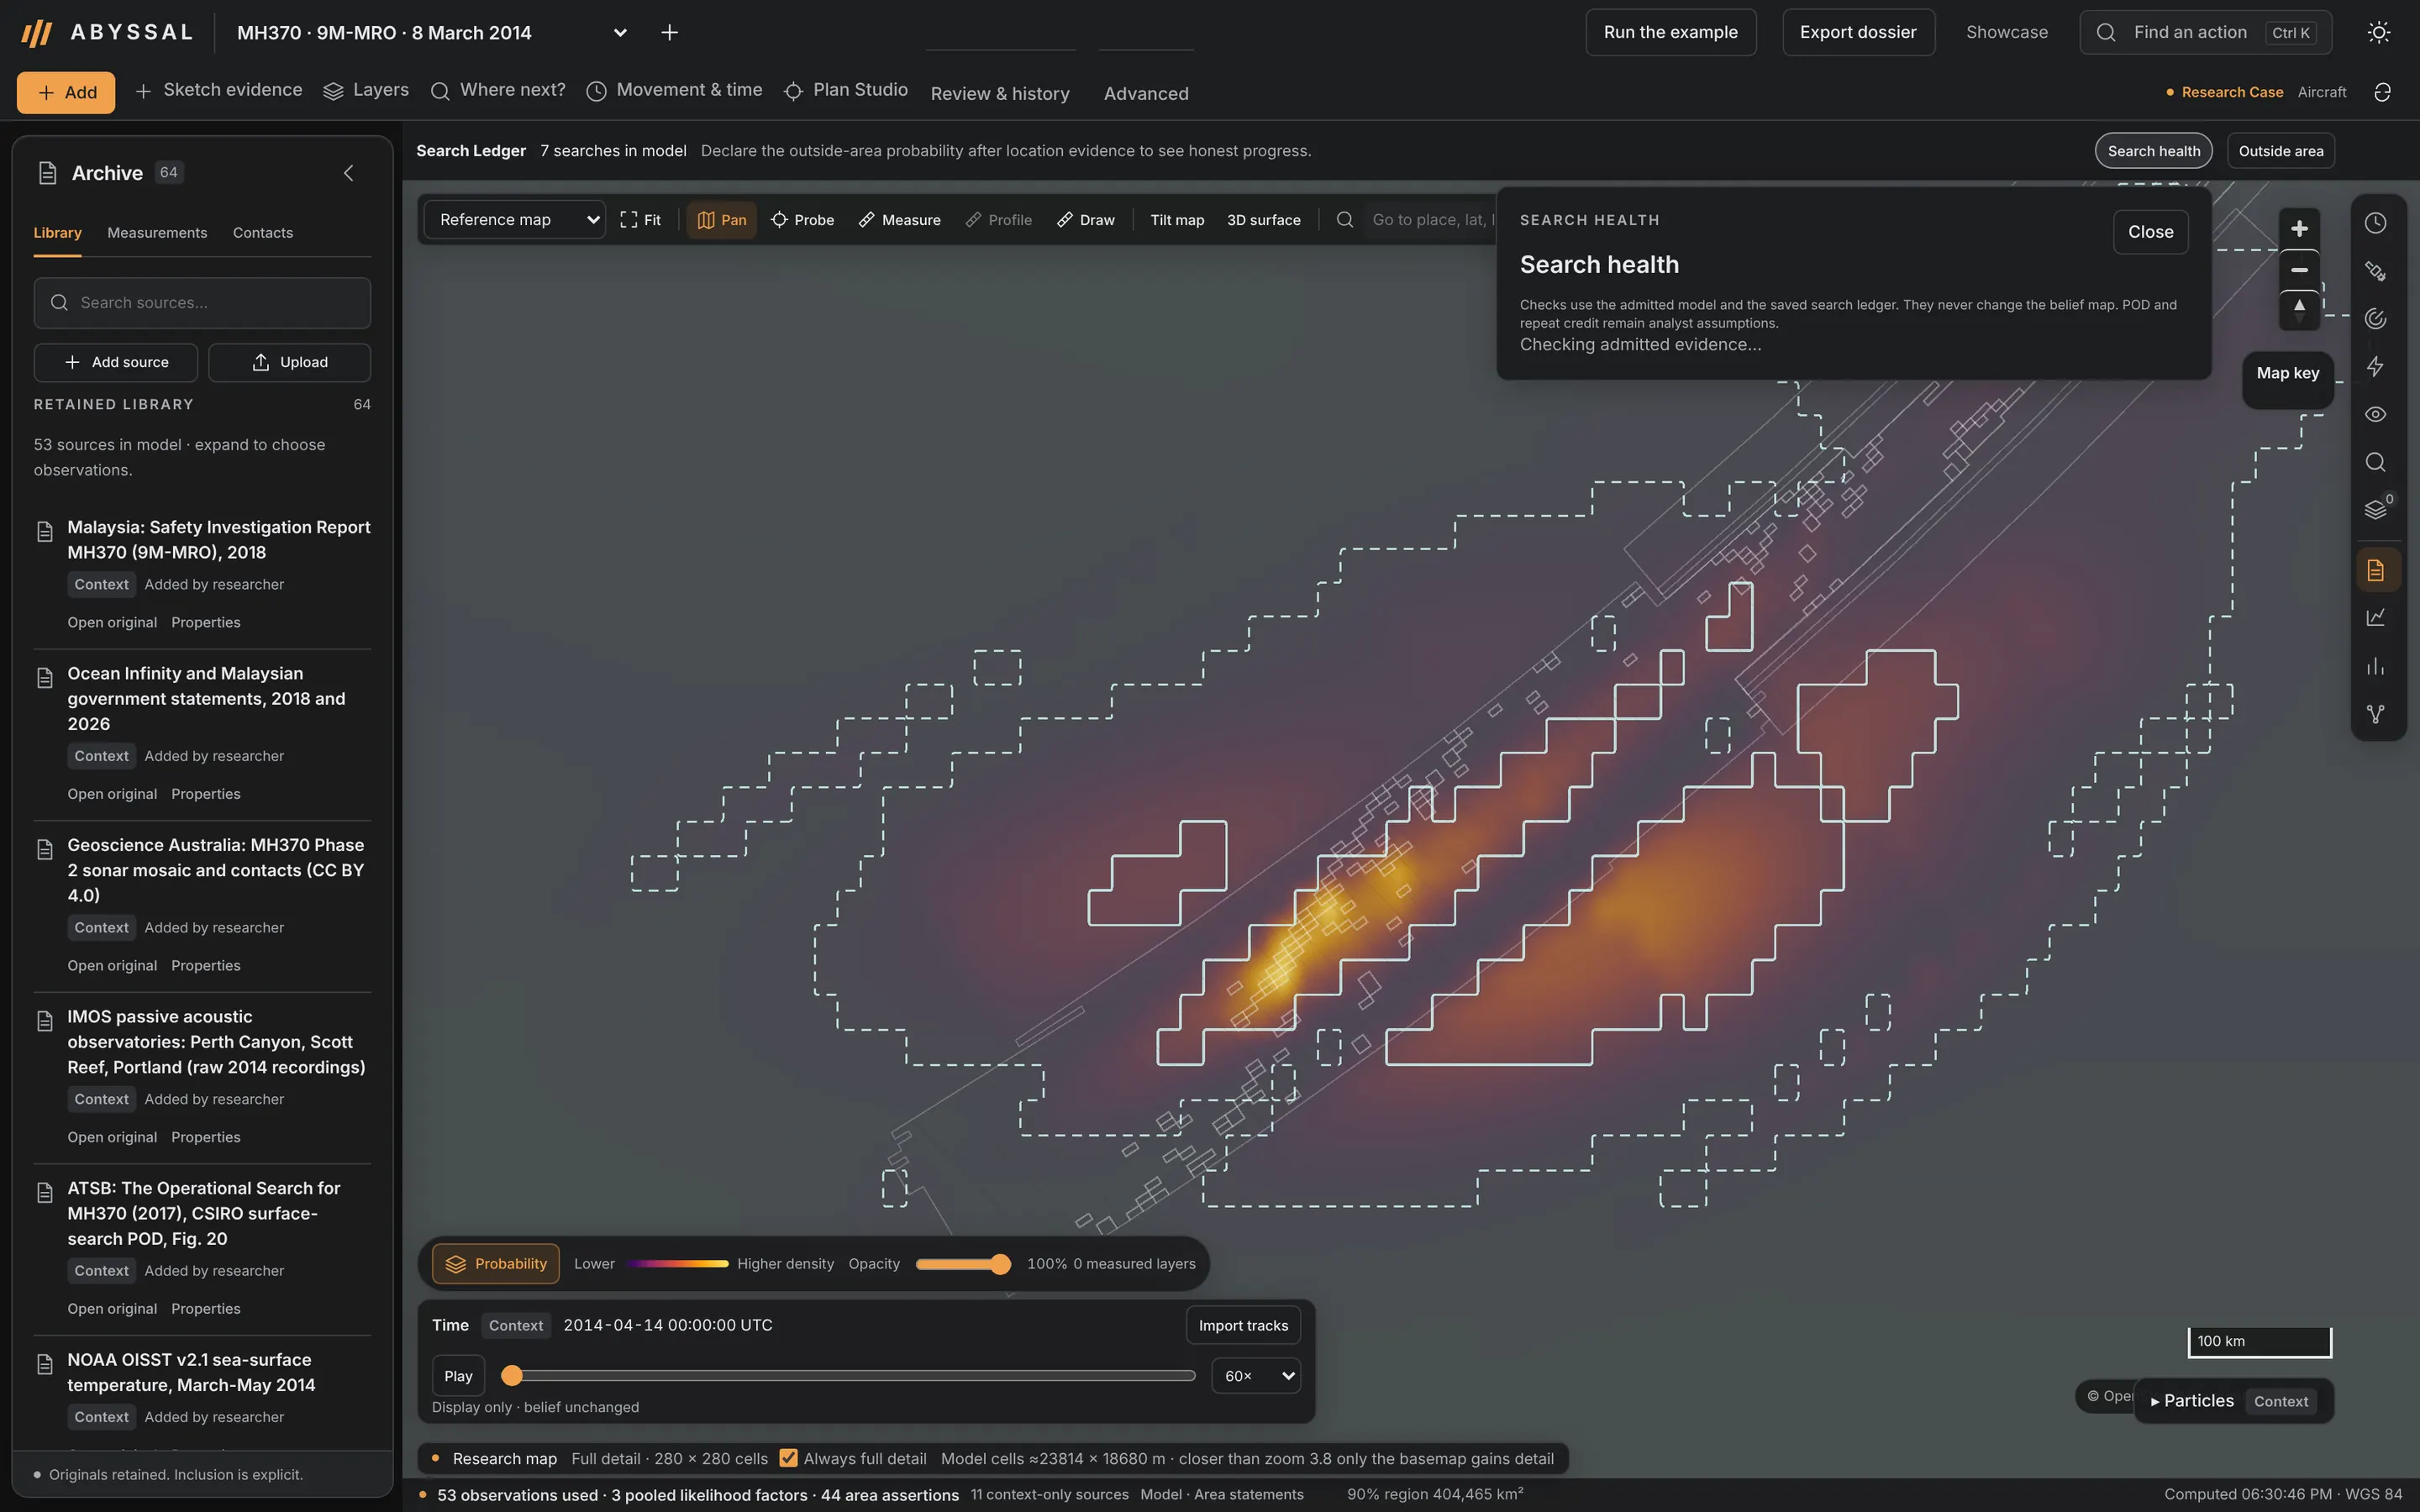 ABYSSAL
MH370 · 9M-MRO · 8 March 2014
Run the example
Export dossier
Showcase
Find an action Ctrl K
Add
Sketch evidence
Layers
Where next?
Movement & time
Plan Studio
Review & history
Advanced
Research Case
Aircraft
Archive 64
Library
Measurements
Contacts
Search sources...
Add source
Upload
RETAINED LIBRARY 64
53 sources in model · expand to choose
observations.
Malaysia: Safety Investigation Report
MH370 (9M-MRO), 2018
Context Added by researcher
Open original Properties
Ocean Infinity and Malaysian
government statements, 2018 and
2026
Context Added by researcher
Open original Properties
Geoscience Australia: MH370 Phase
2 sonar mosaic and contacts (CC BY
4.0)
Context Added by researcher
Open original Properties
IMOS passive acoustic
observatories: Perth Canyon, Scott
Reef, Portland (raw 2014 recordings)
Context Added by researcher
Open original Properties
ATSB: The Operational Search for
MH370 (2017), CSIRO surface-
search POD, Fig. 20
Context Added by researcher
Open original Properties
NOAA OISST v2.1 sea-surface
temperature, March-May 2014
Context Added by researcher
Originals retained. Inclusion is explicit.
Search Ledger 7 searches in model Declare the outside-area probability after location evidence to see honest progress.
Search health
Outside area
Reference map
Fit
Pan
Probe
Measure
Profile
Draw
Tilt map
3D surface
Go to place, lat,
SEARCH HEALTH
Close
Search health
Checks use the admitted model and the saved search ledger. They never change the belief map. POD and
repeat credit remain analyst assumptions.
Checking admitted evidence...
Map key
0
Probability
Lower
Higher density
Opacity
100% 0 measured layers
Time Context 2014-04-14 00:00:00 UTC
Import tracks
Play
60×
Display only · belief unchanged
100 km
© Oper
Particles Context
Research map Full detail · 280 × 280 cells Always full detail Model cells ≈23814 × 18680 m · closer than zoom 3.8 only the basemap gains detail
53 observations used · 3 pooled likelihood factors · 44 area assertions 11 context-only sources Model · Area statements 90% region 404,465 km²
Computed 06:30:46 PM · WGS 84